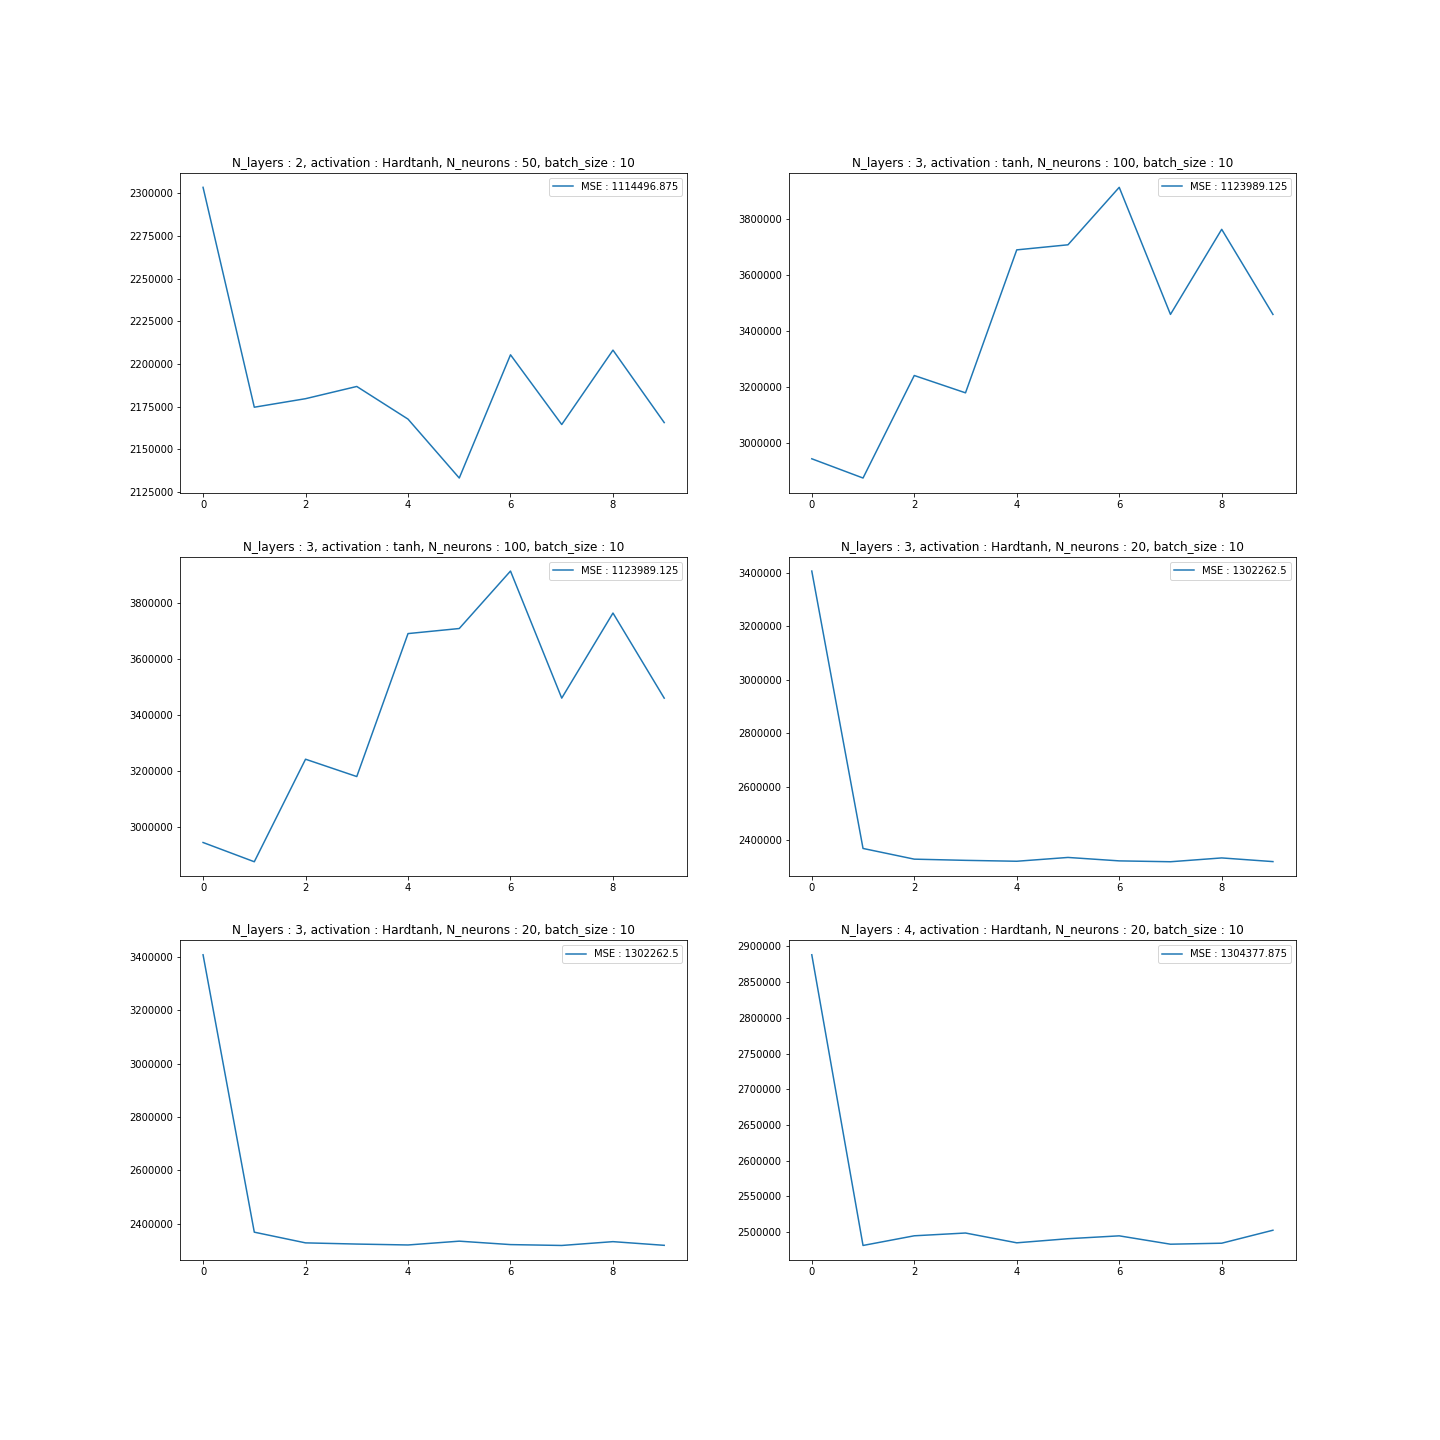 N_layers : 2, activation : Hardtanh, N_neurons : 50, batch_size : 10
MSE : 1114496.875
2300000
2275000
2250000
2225000
2200000
2175000
2150000
2125000
0 2 4 6 8
N_layers : 3, activation : tanh, N_neurons : 100, batch_size : 10
MSE : 1123989.125
3800000
3600000
3400000
3200000
3000000
0 2 4 6 8
N_layers : 3, activation : tanh, N_neurons : 100, batch_size : 10
MSE : 1123989.125
3800000
3600000
3400000
3200000
3000000
0 2 4 6 8
N_layers : 3, activation : Hardtanh, N_neurons : 20, batch_size : 10
MSE : 1302262.5
3400000
3200000
3000000
2800000
2600000
2400000
0 2 4 6 8
N_layers : 3, activation : Hardtanh, N_neurons : 20, batch_size : 10
MSE : 1302262.5
3400000
3200000
3000000
2800000
2600000
2400000
0 2 4 6 8
N_layers : 4, activation : Hardtanh, N_neurons : 20, batch_size : 10
MSE : 1304377.875
2900000
2850000
2800000
2750000
2700000
2650000
2600000
2550000
2500000
0 2 4 6 8